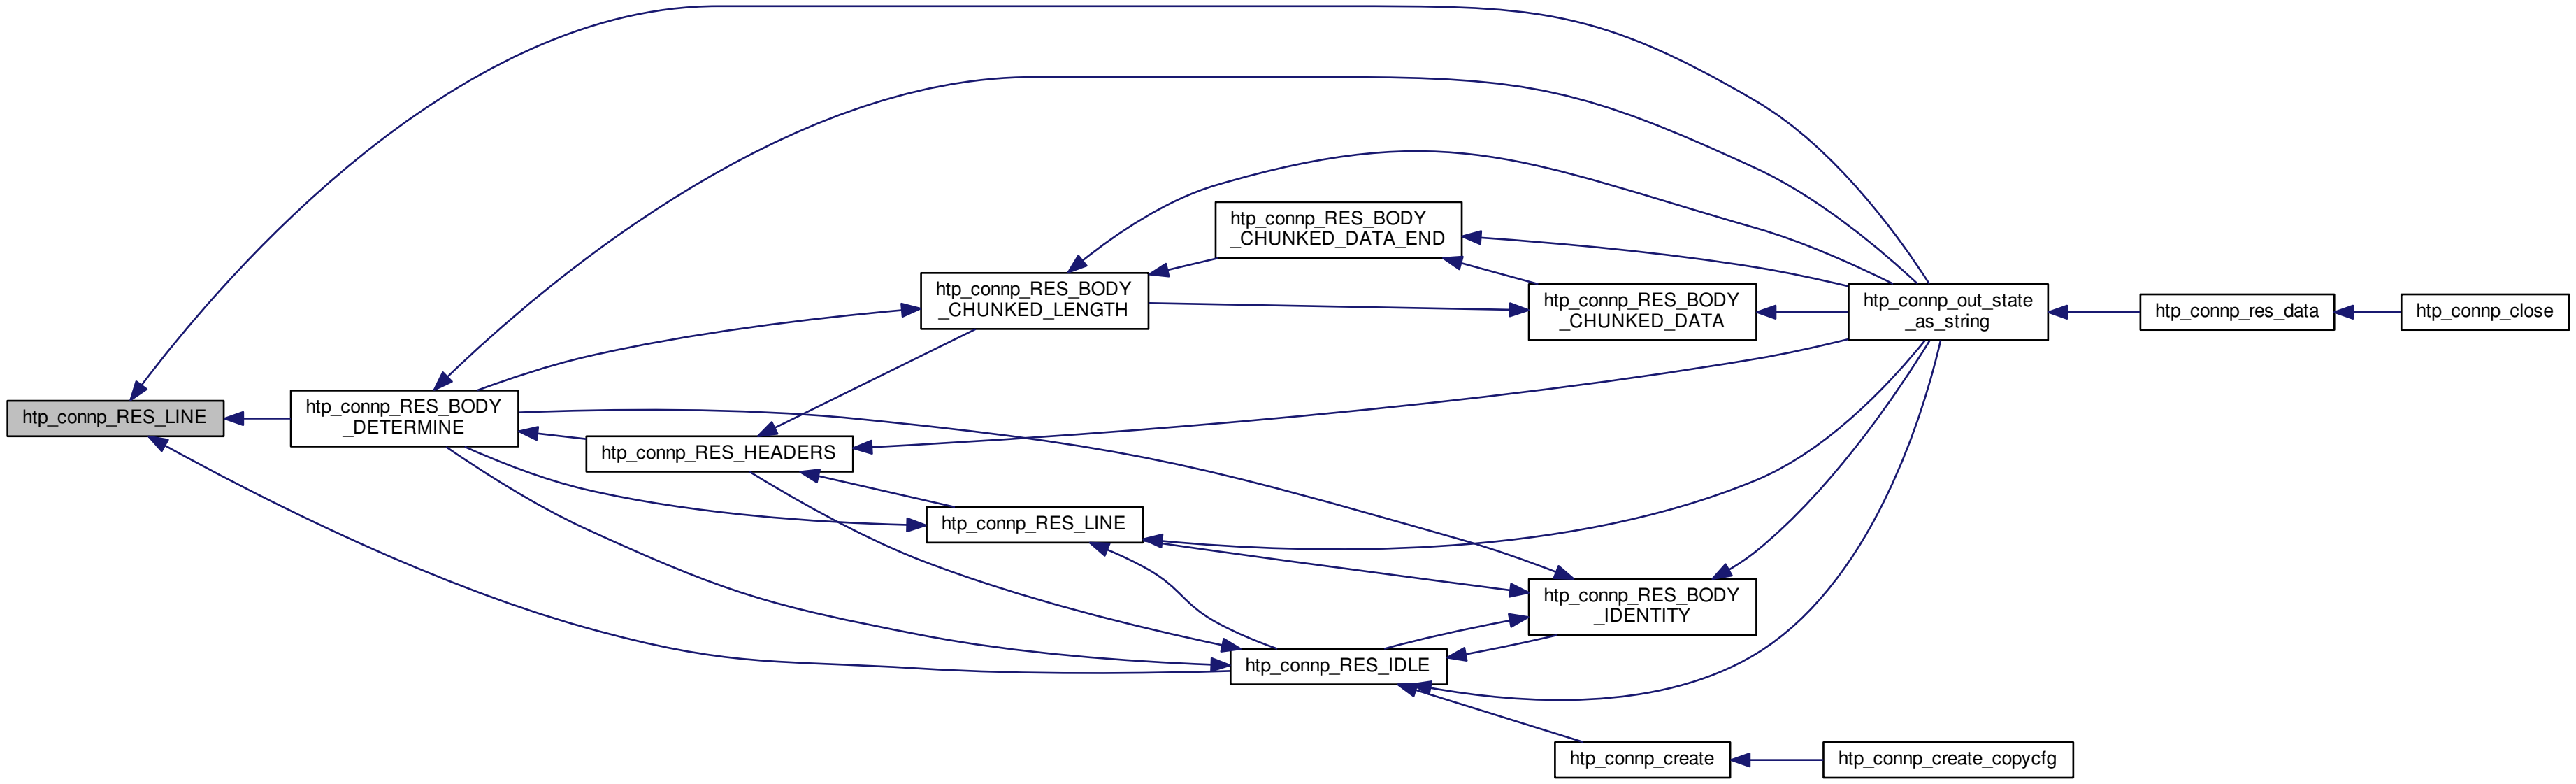 htp_connp_RES_LINE
htp_connp_RES_BODY
_DETERMINE
htp_connp_RES_HEADERS
htp_connp_RES_BODY
_CHUNKED_LENGTH
htp_connp_RES_LINE
htp_connp_RES_BODY
_CHUNKED_DATA_END
htp_connp_RES_IDLE
htp_connp_RES_BODY
_CHUNKED_DATA
htp_connp_RES_BODY
_IDENTITY
htp_connp_create
htp_connp_out_state
_as_string
htp_connp_create_copycfg
htp_connp_res_data
htp_connp_close